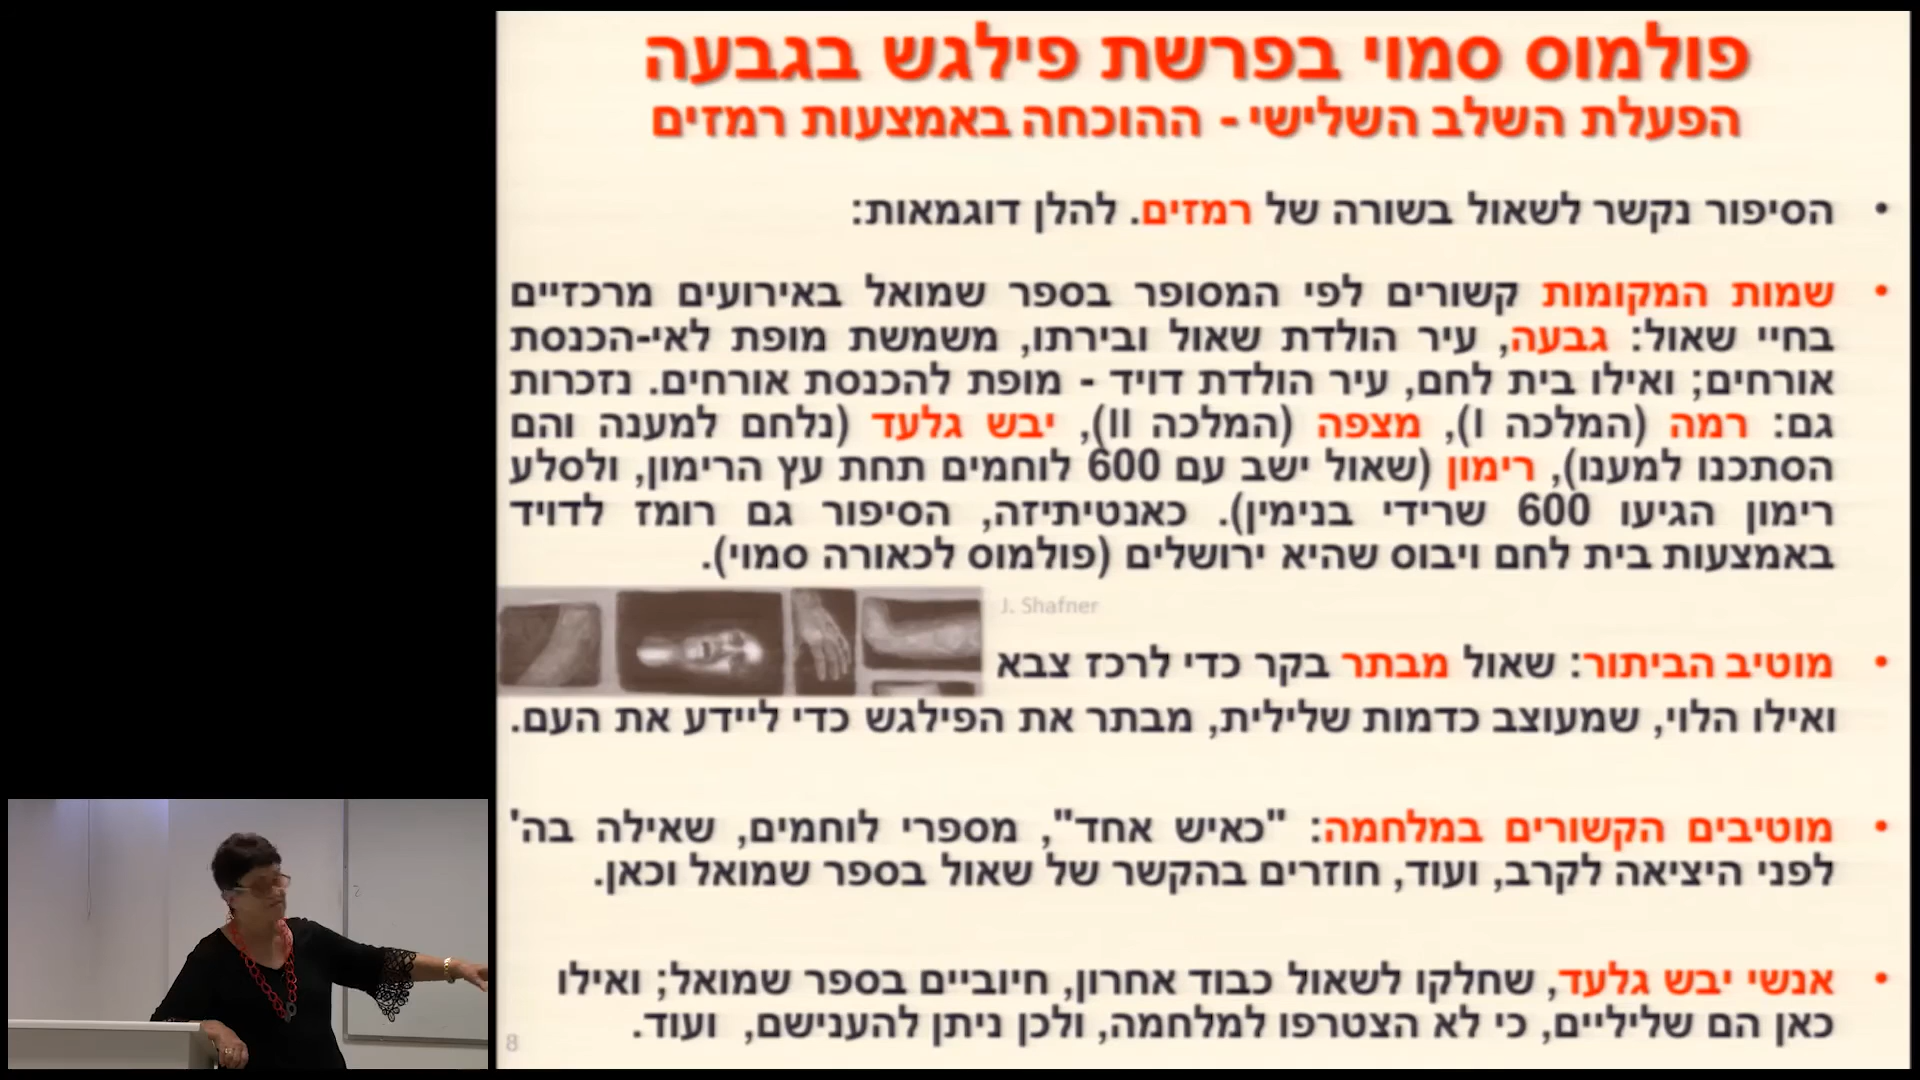 פולמוס סמוי בפרשת פילגש בגבעה
הפעלת השלב השלישי - ההוכחה באמצעות רמזים
• הסיפור נקשר לשאול בשורה של רמזים. להלן דוגמאות:
• שמות המקומות קשורים לפי המסופר בספר שמואל באירועים מרכזיים
בחיי שאול: גבעה, עיר הולדת שאול ובירתו, משמשת מופת לאי-הכנסת
אורחים; ואילו בית לחם, עיר הולדת דויד - מופת להכנסת אורחים. נזכרות
גם: רמה (המלכה I), מצפה (המלכה II), יבש גלעד (נלחם למענה והם
הסתכנו למענו), רימון (שאול ישב עם 600 לוחמים תחת עץ הרימון, ולסלע
רימון הגיעו 600 שרידי בנימין). כאנטיתיזה, הסיפור גם רומז לדויד
באמצעות בית לחם ויבוס שהיא ירושלים (פולמוס לכאורה סמוי).
J. Shafner
• מוטיב הביתור: שאול מבתר בקר כדי לרכז צבא
ואילו הלוי, שמעוצב כדמות שלילית, מבתר את הפילגש כדי ליידע את העם.
• מוטיבים הקשורים במלחמה: "כאיש אחד", מספרי לוחמים, שאילה בה'
לפני היציאה לקרב, ועוד, חוזרים בהקשר של שאול בספר שמואל וכאן.
• אנשי יבש גלעד, שחלקו לשאול כבוד אחרון, חיוביים בספר שמואל; ואילו
כאן הם שליליים, כי לא הצטרפו למלחמה, ולכן ניתן להענישם, ועוד.
8